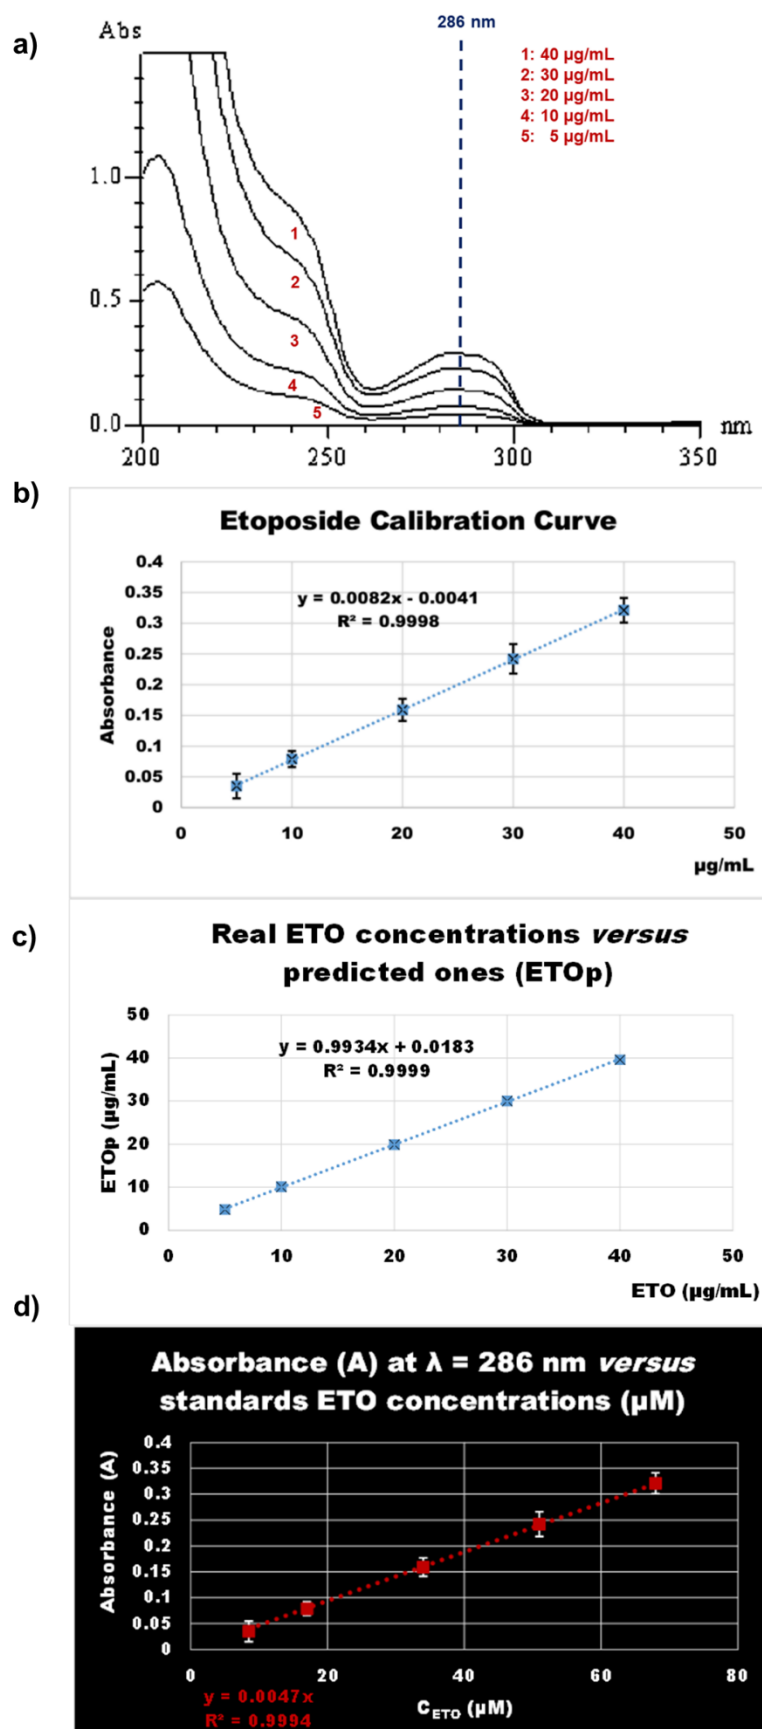 a)
Abs
286 nm
1: 40 µg/mL
2: 30 µg/mL
3: 20 µg/mL
4: 10 µg/mL
5: 5 µg/mL
1.0
0.5
0.0
1
2
3
4
5
200
250
300
350
nm
b)
Etoposide Calibration Curve
Absorbance
0.4
0.35
0.3
0.25
0.2
0.15
0.1
0.05
0
y = 0.0082x - 0.0041
R² = 0.9998
0
10
20
30
40
50
µg/mL
c)
Real ETO concentrations versus
predicted ones (ETOp)
ETOp (µg/mL)
50
40
30
20
10
0
y = 0.9934x + 0.0183
R² = 0.9999
0
10
20
30
40
50
ETO (µg/mL)
d)
Absorbance (A) at λ = 286 nm versus
standards ETO concentrations (µM)
Absorbance (A)
0.4
0.35
0.3
0.25
0.2
0.15
0.1
0.05
0
0
20
40
60
80
y = 0.0047x
R² = 0.9994
CETO (µM)